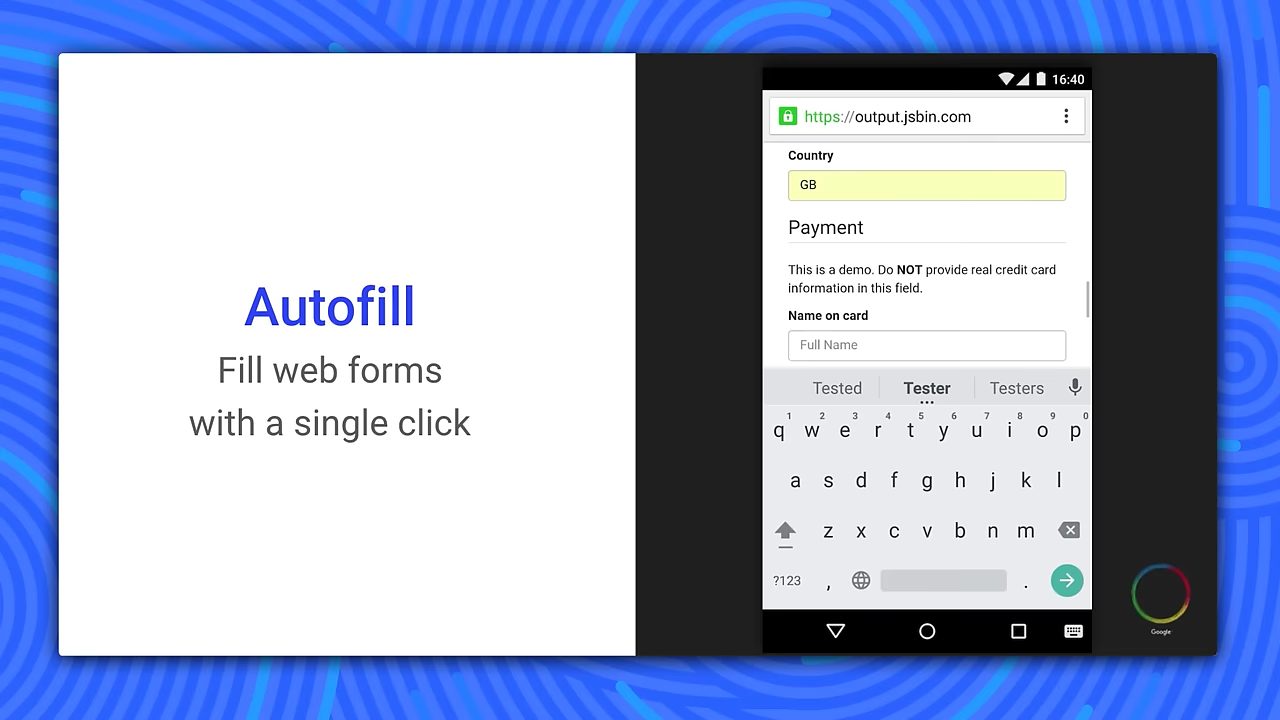 Autofill
Fill web forms
with a single click
16:40
https://output.jsbin.com
Country
GB
Payment
This is a demo. Do NOT provide real credit card
information in this field.
Name on card
Full Name
Tested Tester Testers
1 2 3 4 5 6 7 8 9 0
q w e r t y u i o p
a s d f g h j k l
z x c v b n m
?123 , .
Google